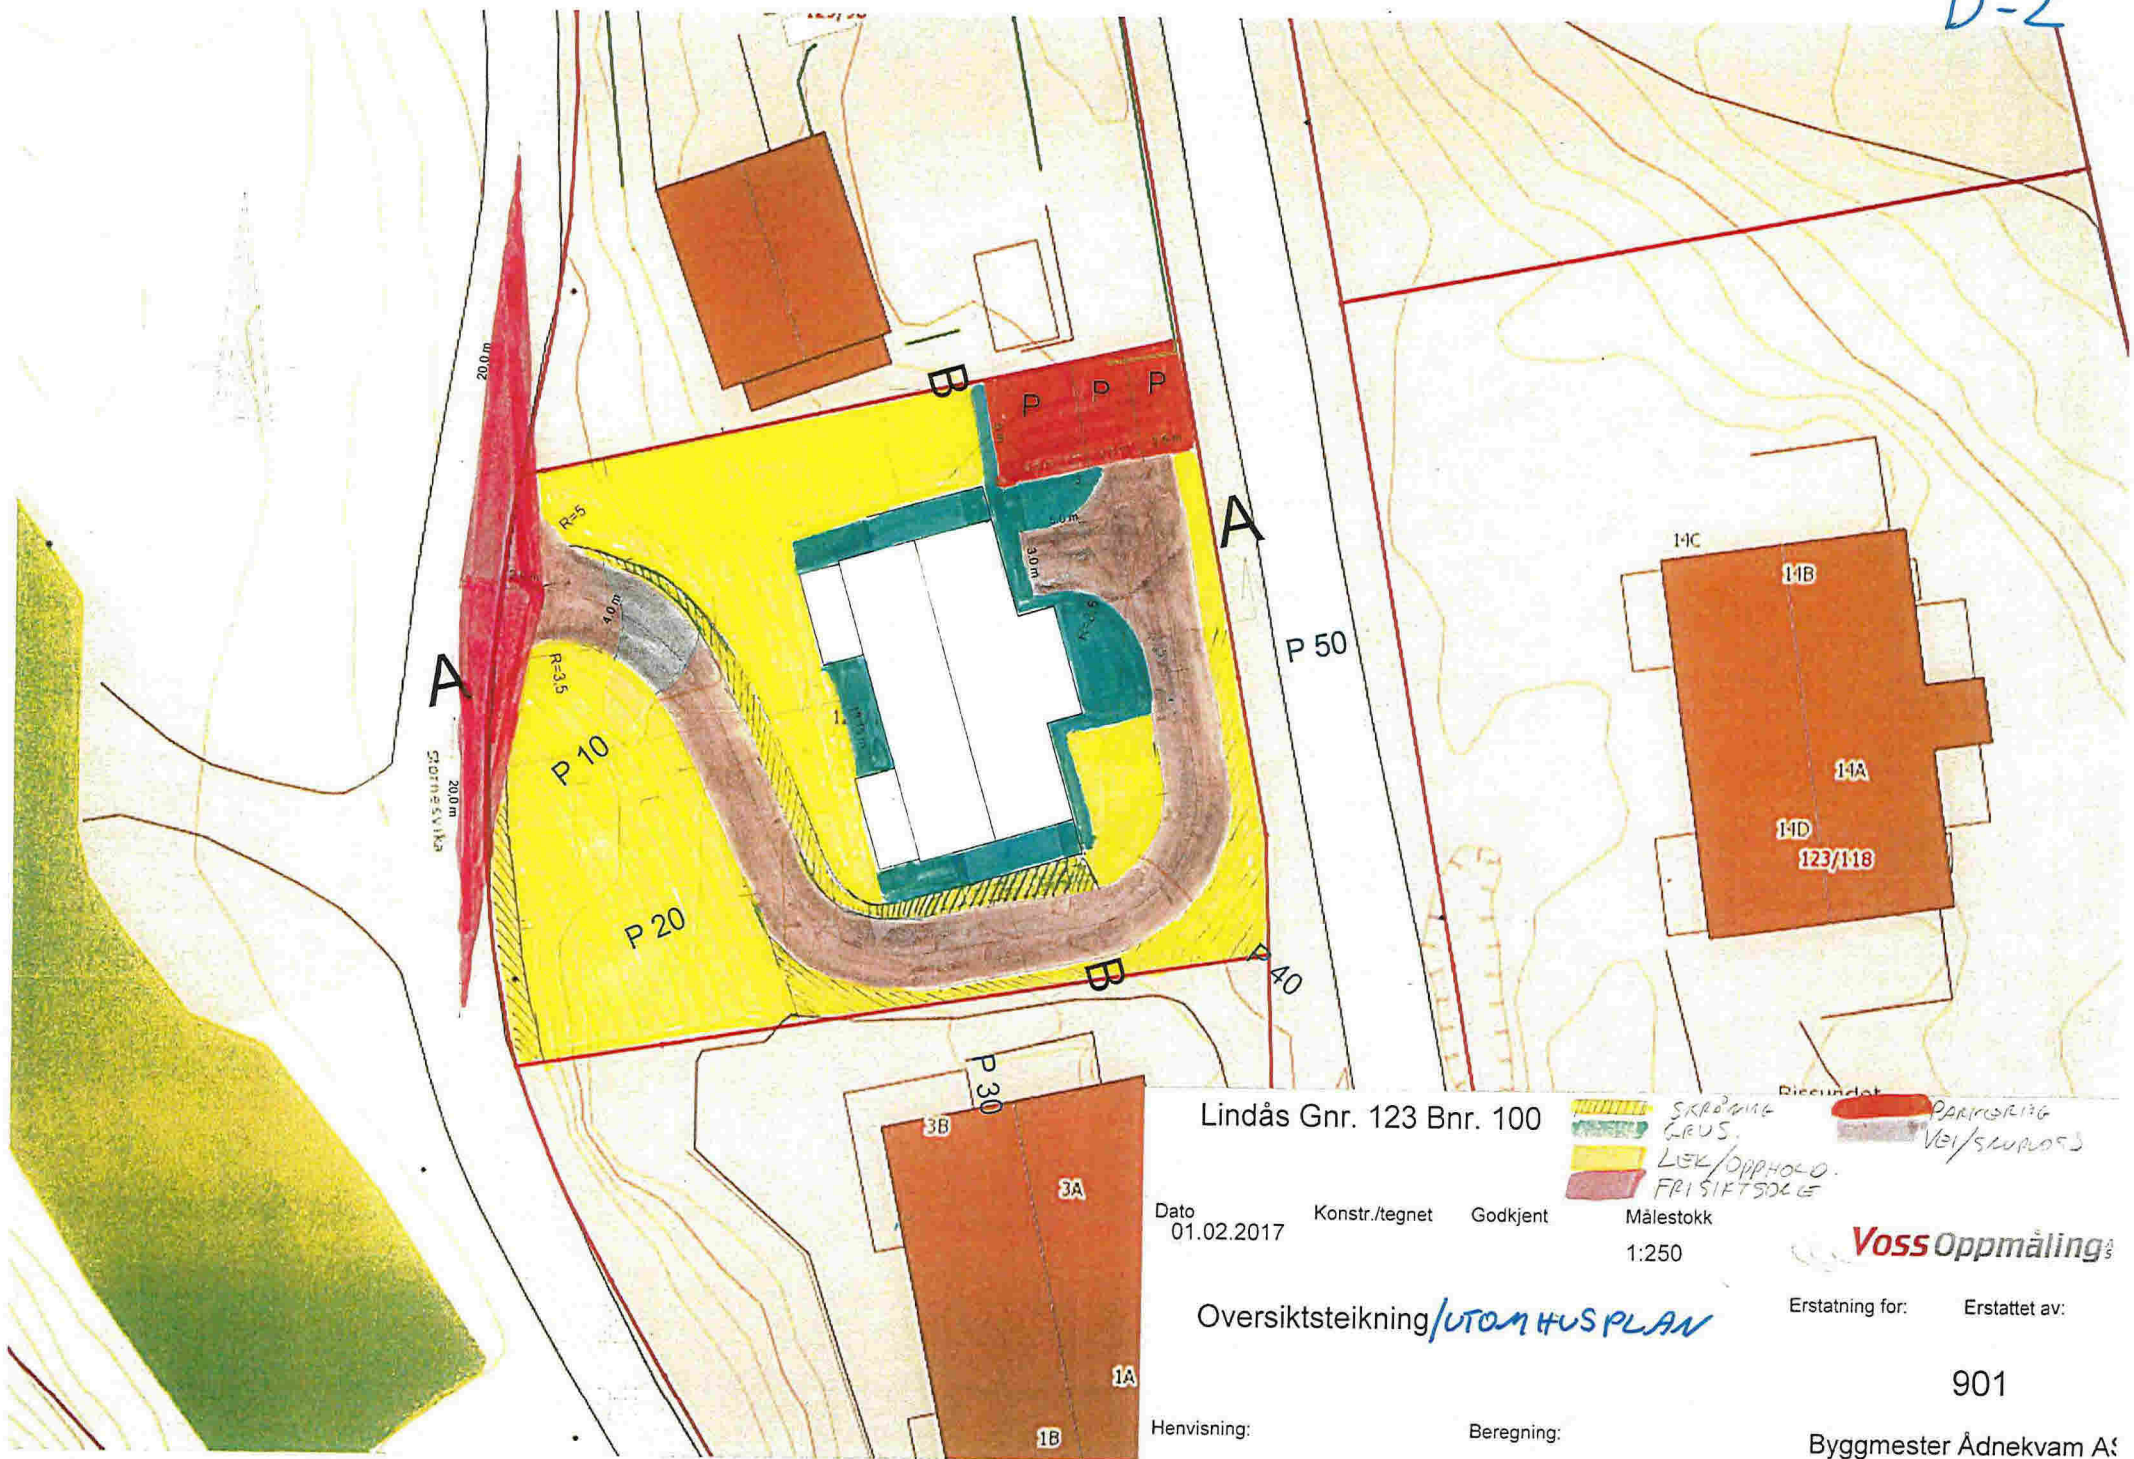 D-2
20,0 m
B
P
P
P
R=5
5,0 m
3,0 m
A
4,0 m
R=3,5
A
P 50
P 10
20,0 m
P 20
B
P 40
P 30
14C
14B
14A
14D
123/118
3B
3A
1A
1B
Lindås Gnr. 123 Bnr. 100
GRUS.
LEK/OPPHOLD.
FRISIKTSONE
PARKERING
Dato
01.02.2017
Konstr./tegnet
Godkjent
Målestokk
1:250
Voss Oppmåling AS
Oversiktsteikning/UTOMHUSPLAN
Erstatning for:
Erstattet av:
901
Henvisning:
Beregning:
Byggmester Ådnekvam AS